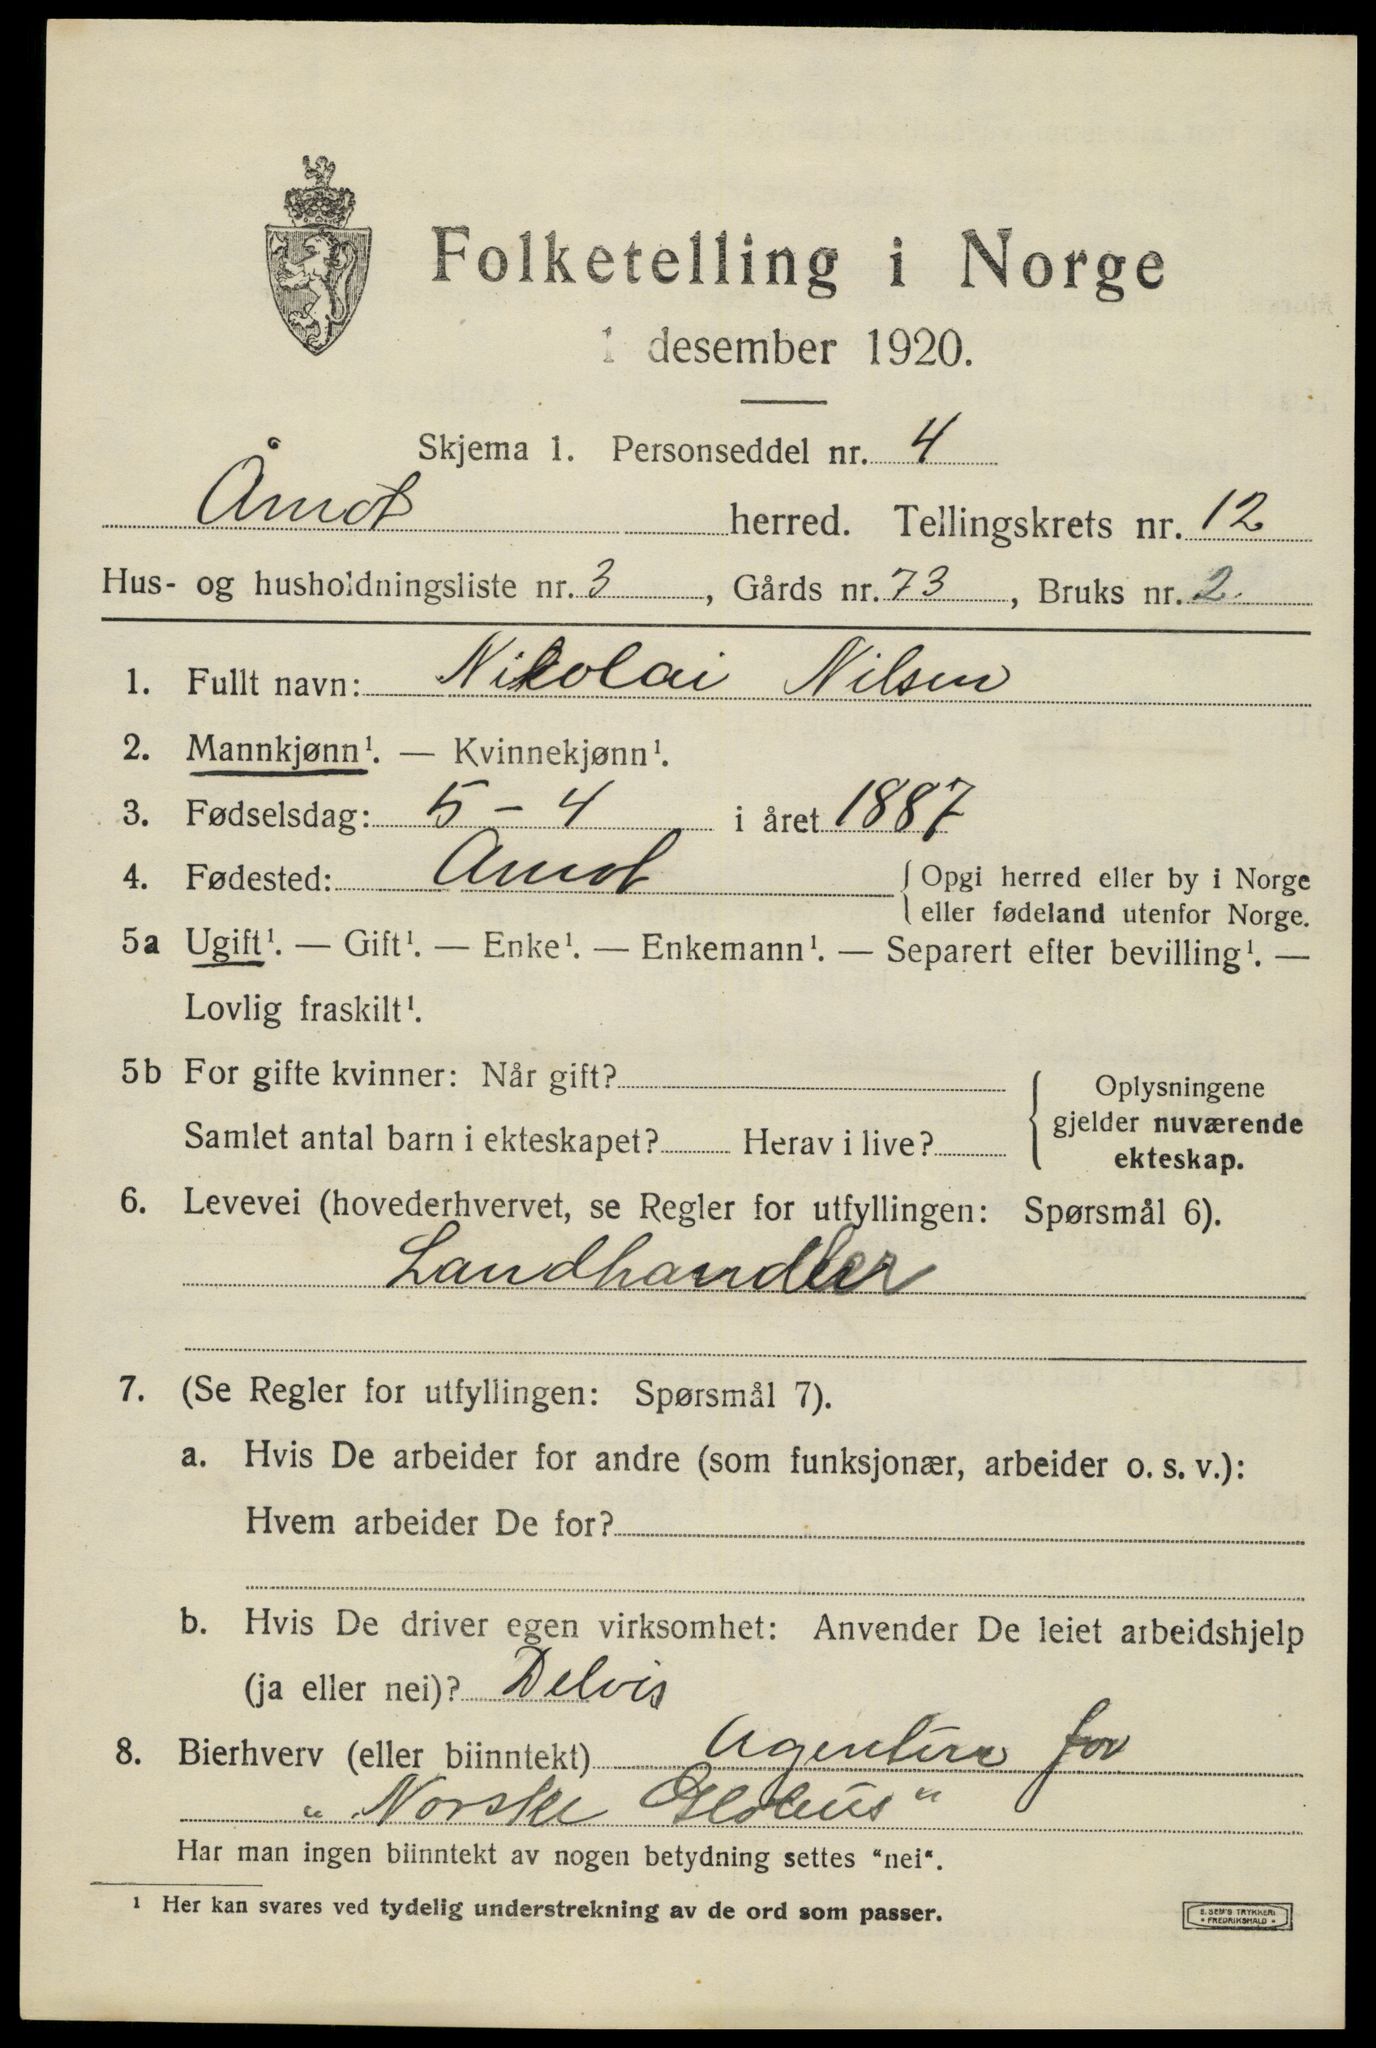 Folketelling i Norge
1 desember 1920.
Skjema 1. Personseddel nr. 4
Åmot herred. Tellingskrets nr. 12
Hus- og husholdningsliste nr. 3, Gårds nr. 73, Bruks nr. 2.
1. Fullt navn: Nikolai Nilsen
2. Mannkjønn¹. — Kvinnekjønn¹.
3. Fødselsdag: 5 - 4 i året 1887
4. Fødested: Amot { Opgi herred eller by i Norge
eller fødeland utenfor Norge.
5a Ugift¹. — Gift¹. — Enke¹. — Enkemann¹. — Separert efter bevilling¹. —
Lovlig fraskilt¹.
5b For gifte kvinner: Når gift? { Oplysningene
gjelder nuværende
Samlet antal barn i ekteskapet? Herav i live?
ekteskap.
6. Levevei (hovederhvervet, se Regler for utfyllingen: Spørsmål 6).
Landhandler
7. (Se Regler for utfyllingen: Spørsmål 7).
a. Hvis De arbeider for andre (som funksjonær, arbeider o. s. v.):
Hvem arbeider De for?
b. Hvis De driver egen virksomhet: Anvender De leiet arbeidshjelp
(ja eller nei)? Delvis
8. Bierhverv (eller biinntekt) Agentur for
"Norske Globus"
Har man ingen biinntekt av nogen betydning settes "nei".
¹ Her kan svares ved tydelig understrekning av de ord som passer.
E. SEM'S TRYKKERI
• FREDRIKSHALD •